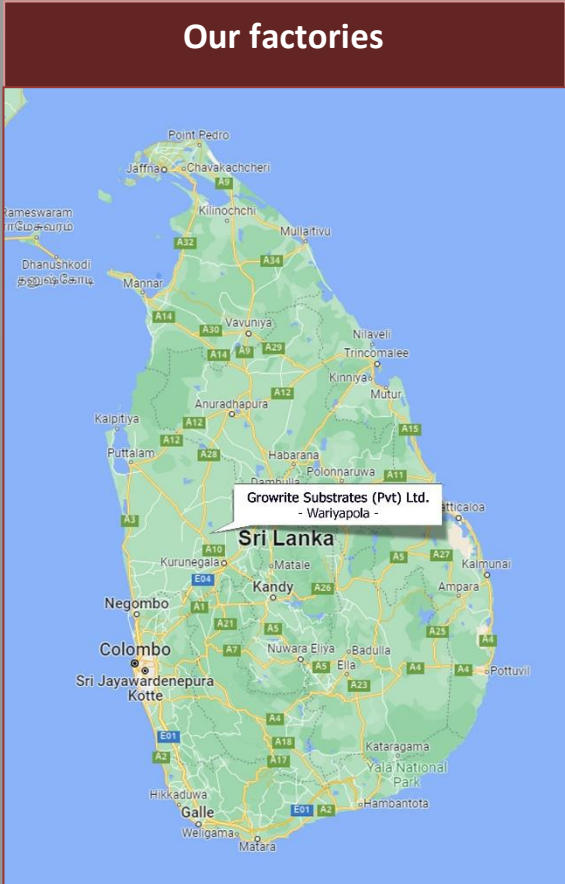 Our factories
Point Pedro
Jaffna
Chavakachcheri
A9
Kilinochchi
Rameswaram
ராமேசுவரம்
Mullaitivu
A32
Dhanushkodi
தனுஷ்கோடி
A34
Mannar
A14
A30
Vavuniya
A14
A9
A29
Nilaveli
Trincomalee
Kinniya
A12
Mutur
Anuradhapura
Kalpitiya
A12
A15
A12
Puttalam
A28
Habarana
Polonnaruwa
A11
Dambulla
Growrite Substrates (Pvt) Ltd.
- Wariyapola -
A3
Sri Lanka
A10
A5
A27
Kurunegala
Matale
Kalmunai
E04
Kandy
A26
Ampara
Negombo
A1
A21
A5
A25
A4
Colombo
A7
Nuwara Eliya
Badulla
Sri Jayawardenepura
Kotte
A5
Ella
A4
A4
Pottuvil
A23
A4
E01
A18
Kataragama
A2
A17
Yala National
Park
Hikkaduwa
Galle
E01
A2
Hambantota
Weligama
Matara